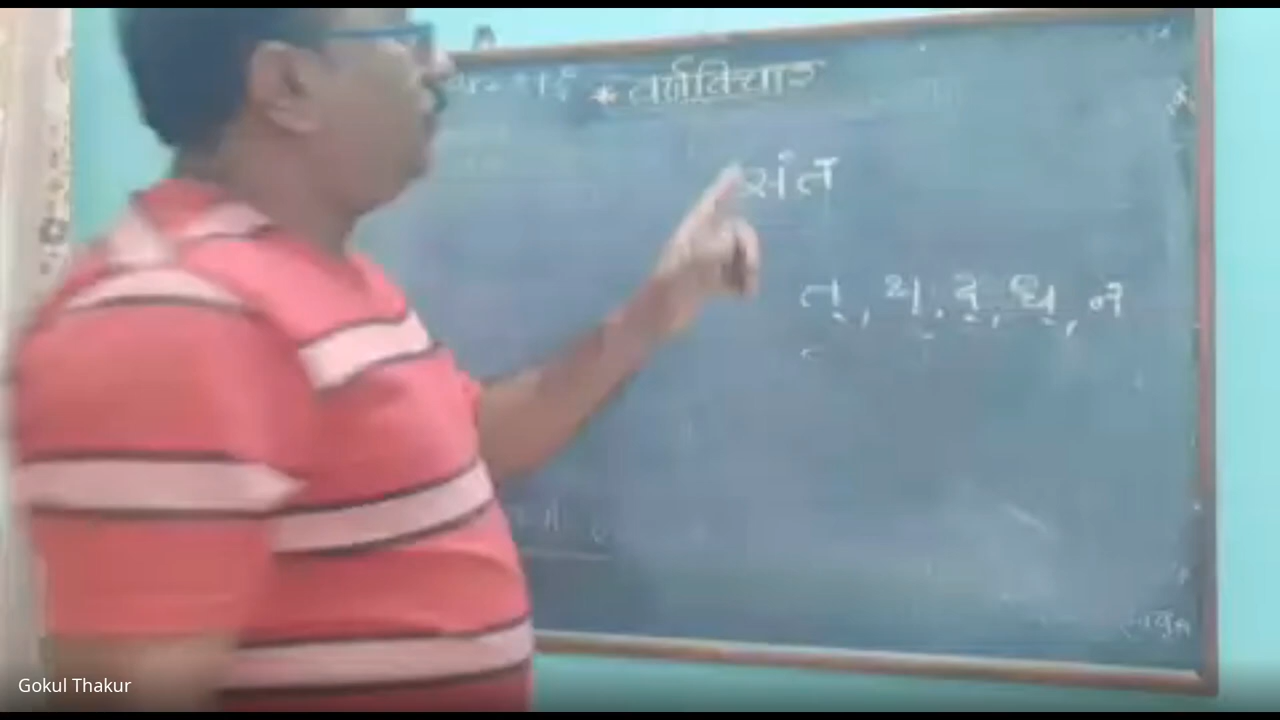 * वर्णविचार
संत
त्, थ्, द्, ध्, न
Gokul Thakur